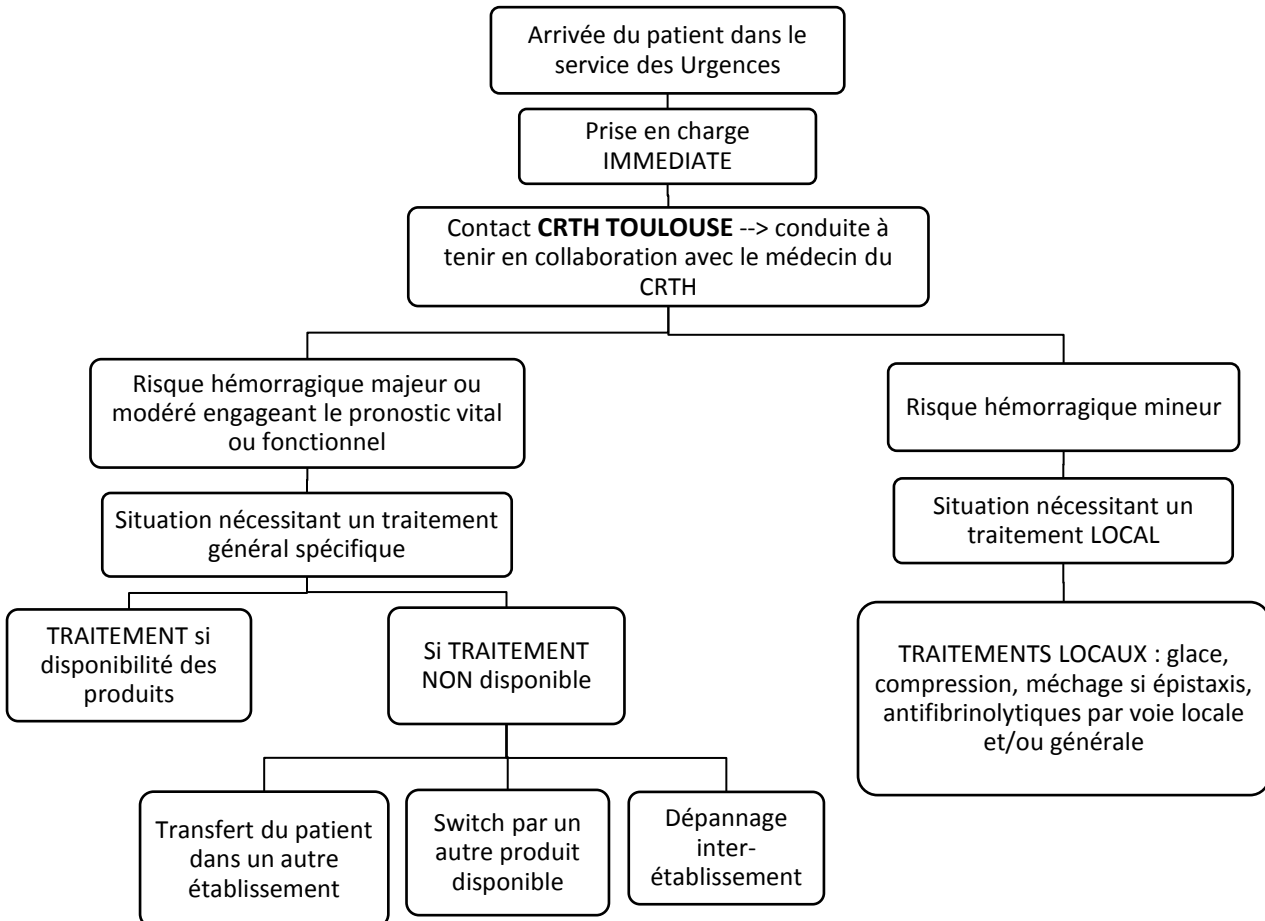 Arrivée du patient dans le
service des Urgences
Prise en charge
IMMEDIATE
Contact CRTH TOULOUSE --> conduite à
tenir en collaboration avec le médecin du
CRTH
Risque hémorragique majeur ou
modéré engageant le pronostic vital
ou fonctionnel
Risque hémorragique mineur
Situation nécessitant un traitement
général spécifique
Situation nécessitant un
traitement LOCAL
TRAITEMENT si
disponibilité des
produits
Si TRAITEMENT
NON disponible
TRAITEMENTS LOCAUX : glace,
compression, méchage si épistaxis,
antifibrinolytiques par voie locale
et/ou générale
Transfert du patient
dans un autre
établissement
Switch par un
autre produit
disponible
Dépannage
inter-
établissement